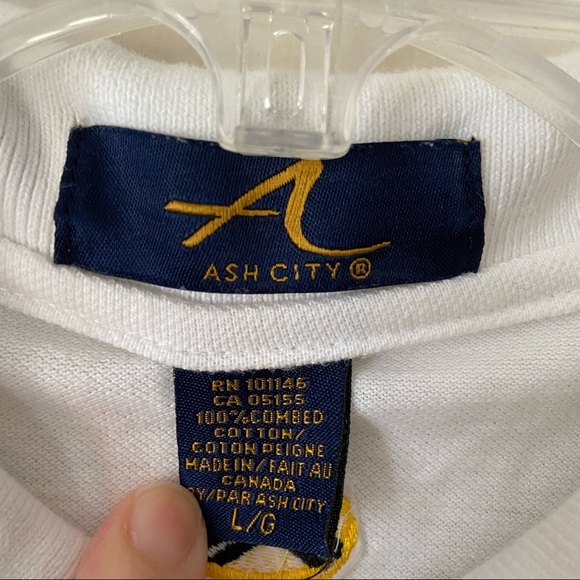 ASH CITY®
RN 101146
CA 05155
100% COMBED
COTTON/
COTON PEIGNE
MADE IN/FAIT AU
CANADA
BY/PAR ASH CITY
L/G